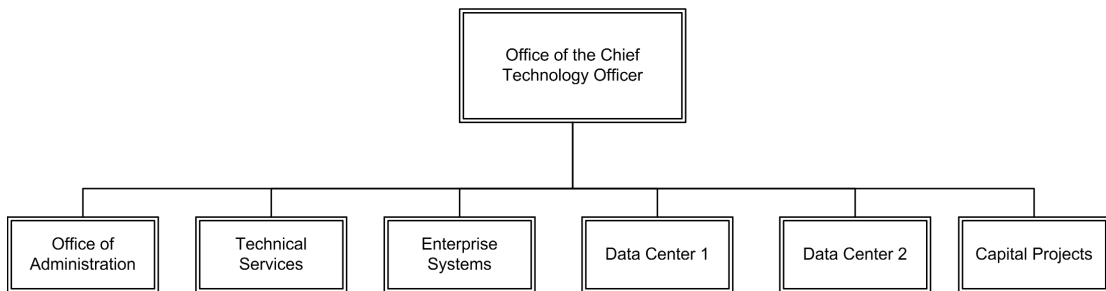 Office of the Chief
Technology Officer
Office of
Administration
Technical
Services
Enterprise
Systems
Data Center 1
Data Center 2
Capital Projects